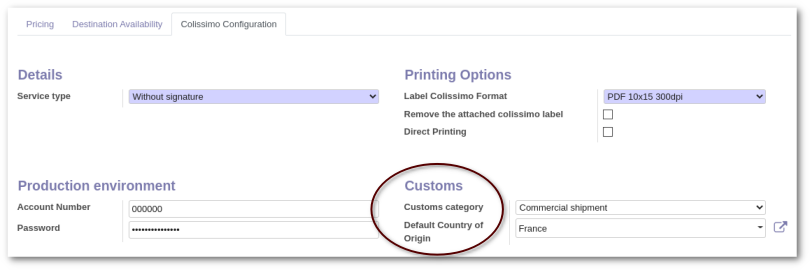 Pricing
Destination Availability
Colissimo Configuration
Details
Service type
Without signature
Printing Options
Label Colissimo Format
PDF 10x15 300dpi
Remove the attached colissimo label
Direct Printing
Production environment
Account Number
000000
Password
•••••••••••••••
Customs
Customs category
Commercial shipment
Default Country of
Origin
France